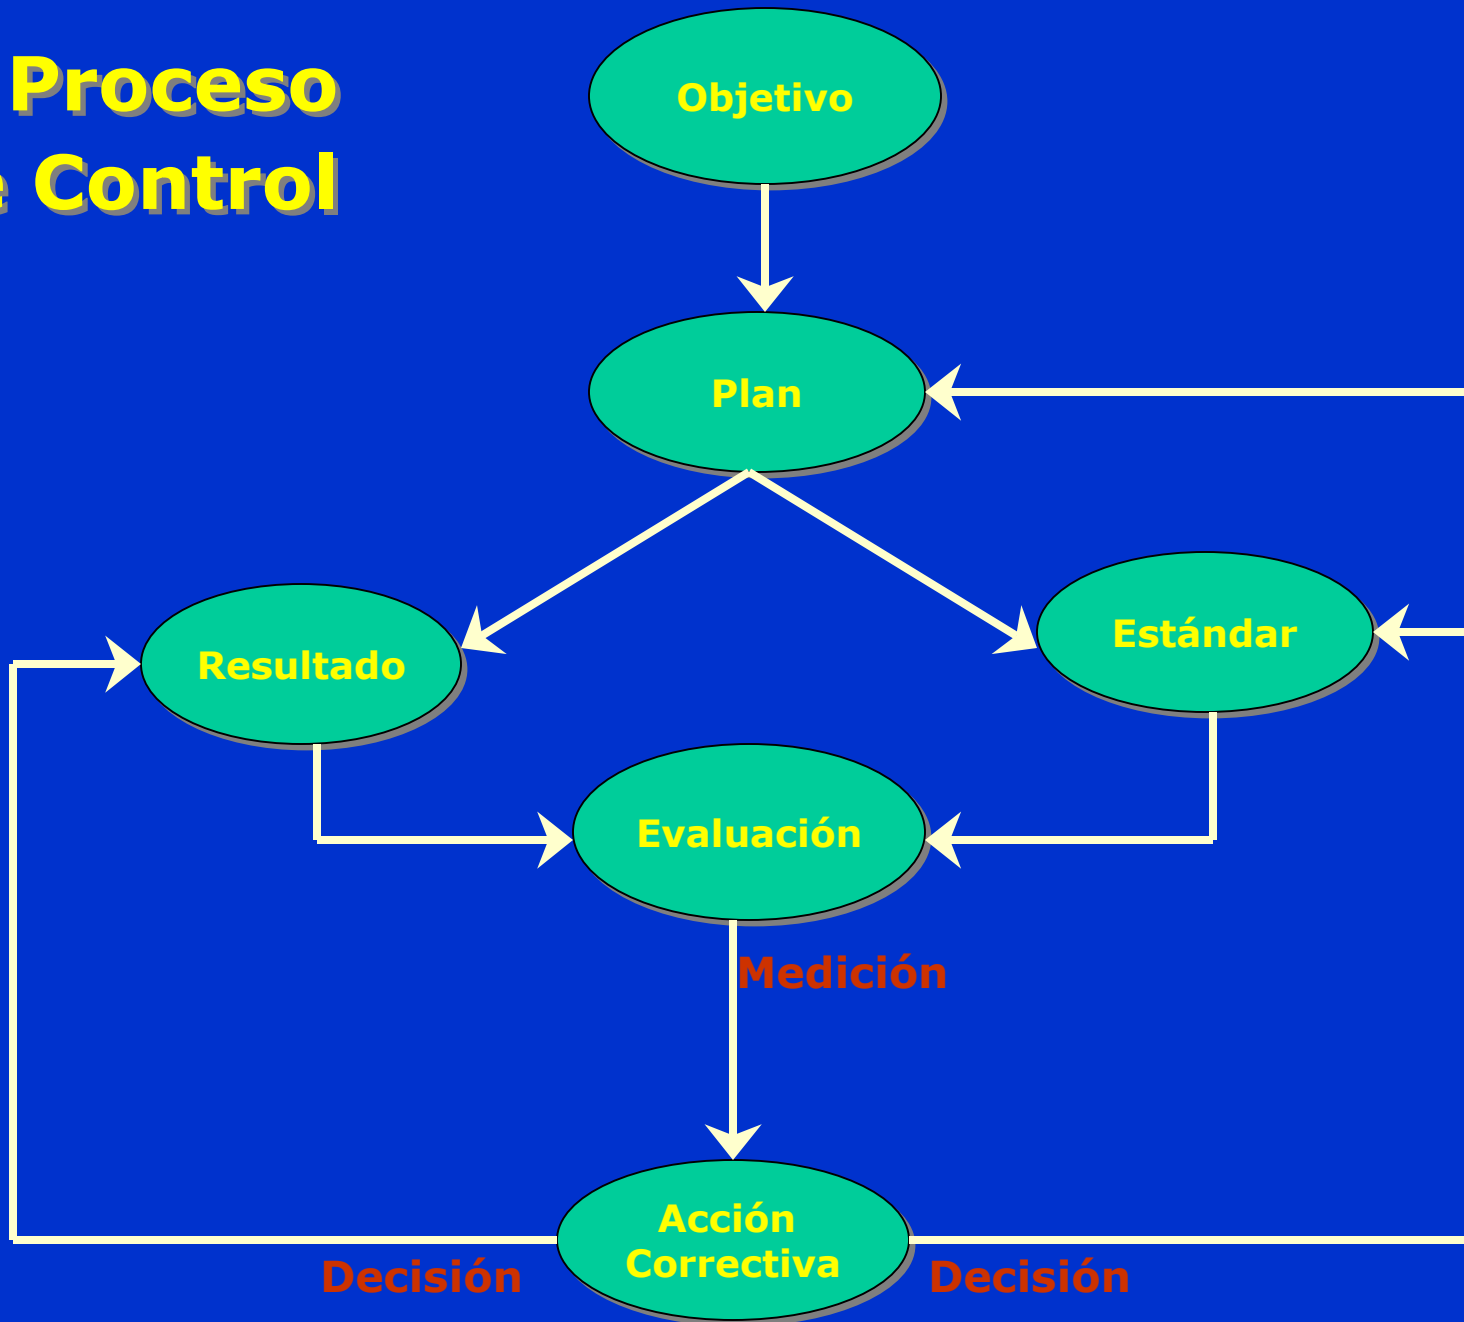 Proceso
Control
Objetivo
Plan
Resultado
Estándar
Evaluación
Medición
Acción
Correctiva
Decisión
Decisión